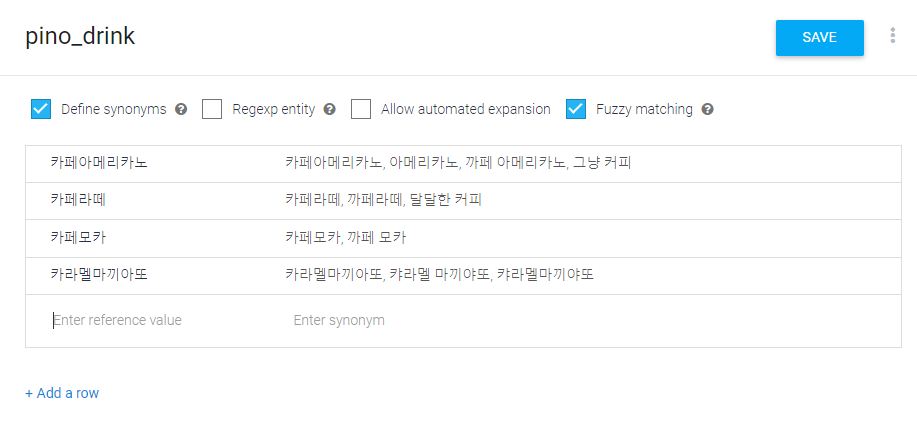 pino_drink
SAVE
Define synonyms Regexp entity Allow automated expansion Fuzzy matching
카페아메리카노 카페아메리카노, 아메리카노, 까페 아메리카노, 그냥 커피
카페라떼 카페라떼, 까페라떼, 달달한 커피
카페모카 카페모카, 까페 모카
카라멜마끼아또 카라멜마끼아또, 캬라멜 마끼야또, 캬라멜마끼야또
Enter reference value Enter synonym
+ Add a row